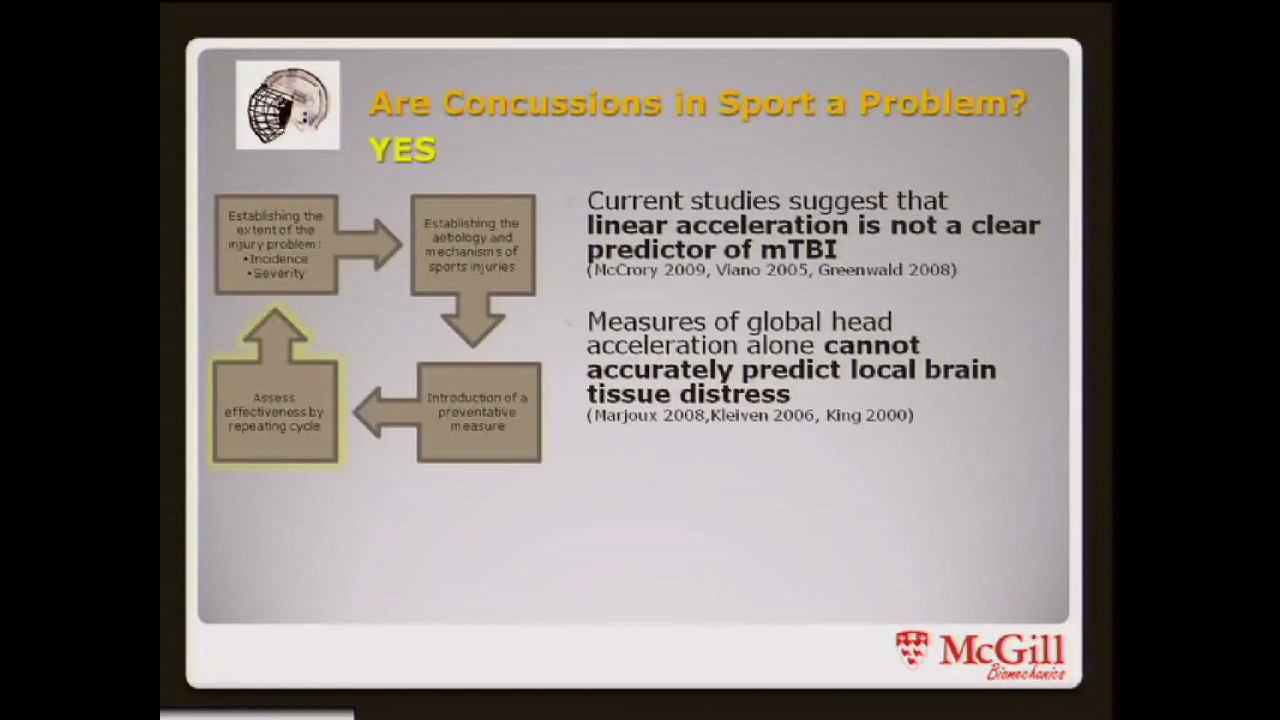 Are Concussions in Sport a Problem?
YES
Establishing the
extent of the
injury problem:
•Incidence
•Severity
Establishing the
aetiology and
mechanisms of
sports injuries
Assess
effectiveness by
repeating cycle
Introduction of a
preventative
measure
Current studies suggest that
linear acceleration is not a clear
predictor of mTBI
(McCrory 2009, Viano 2005, Greenwald 2008)
Measures of global head
acceleration alone cannot
accurately predict local brain
tissue distress
(Marjoux 2008,Kleiven 2006, King 2000)
McGill
Biomechanics